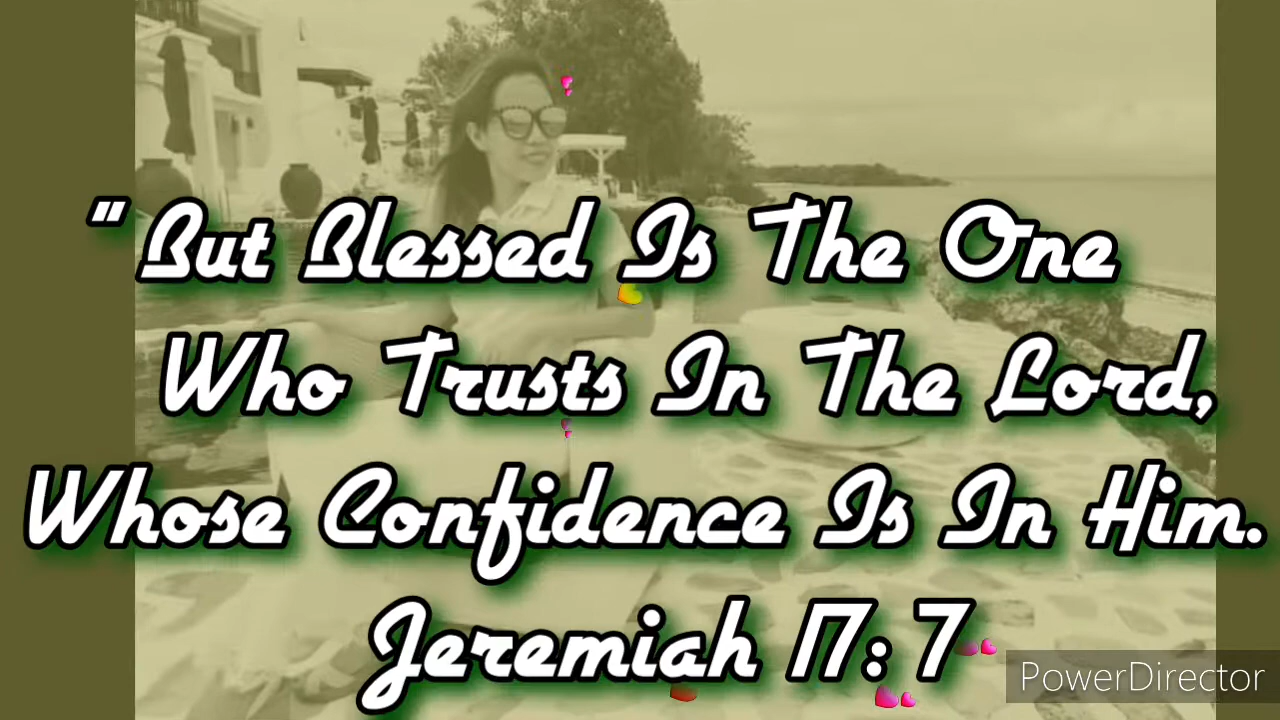 " But Blessed Is The One
Who Trusts In The Lord,
Whose Confidence Is In Him.
Jeremiah 17: 7
PowerDirector